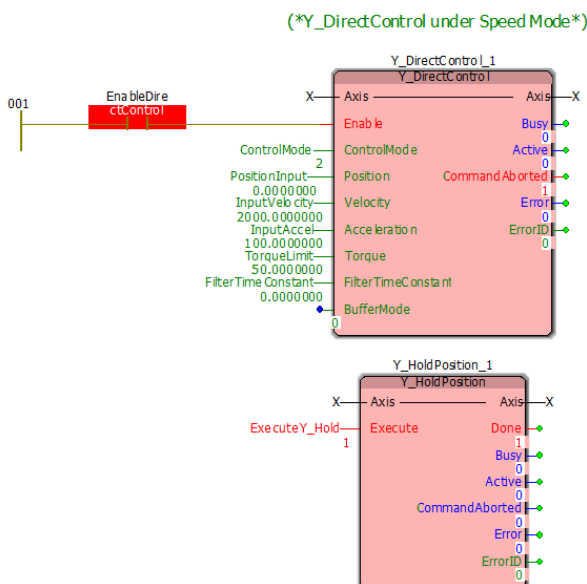 (*Y_DirectControl under Speed Mode*)
Y_DirectControl_1
Y_DirectControl
001
EnableDire
ctControl
X
Axis
Axis
X
Enable
Busy
0
ControlMode
2
ControlMode
Active
0
PositionInput
0.0000000
Position
CommandAborted
1
InputVelocity
2000.0000000
Velocity
Error
0
InputAccel
100.0000000
Acceleration
ErrorID
0
TorqueLimit
50.0000000
Torque
FilterTimeConstant
0.0000000
FilterTimeConstant
BufferMode
0
Y_HoldPosition_1
Y_HoldPosition
X
Axis
Axis
X
ExecuteY_Hold
1
Execute
Done
1
Busy
0
Active
0
CommandAborted
0
Error
0
ErrorID
0